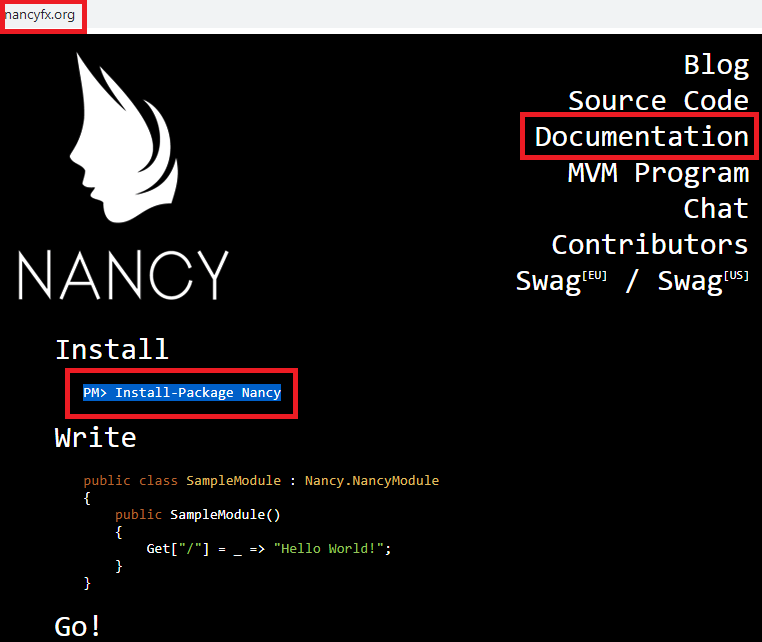 nancyfx.org
Blog
Source Code
Documentation
MVM Program
Chat
Contributors
Swag[EU] / Swag[US]
NANCY
Install
PM> Install-Package Nancy
Write
public class SampleModule : Nancy.NancyModule
{
    public SampleModule()
    {
        Get["/"] = _ => "Hello World!";
    }
}
Go!